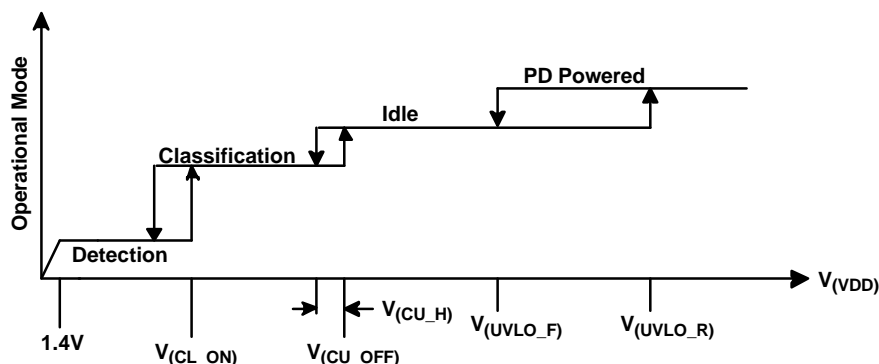 Operational Mode
PD Powered
Idle
Classification
Detection
V(VDD)
1.4V
V(CL_ON)
V(CU_H)
V(CU_OFF)
V(UVLO_F)
V(UVLO_R)